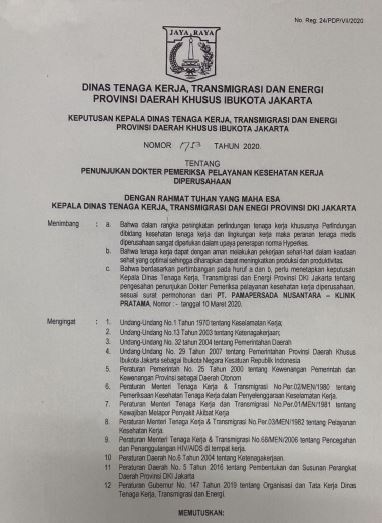 No. Reg: 24/PDP/VII/2020
JAYA RAYA
DINAS TENAGA KERJA, TRANSMIGRASI DAN ENERGI
PROVINSI DAERAH KHUSUS IBUKOTA JAKARTA
KEPUTUSAN KEPALA DINAS TENAGA KERJA, TRANSMIGRASI DAN ENERGI
PROVINSI DAERAH KHUSUS IBUKOTA JAKARTA
NOMOR 1753 TAHUN 2020.
TENTANG
PENUNJUKAN DOKTER PEMERIKSA PELAYANAN KESEHATAN KERJA
DIPERUSAHAAN
DENGAN RAHMAT TUHAN YANG MAHA ESA
KEPALA DINAS TENAGA KERJA, TRANSMIGRASI DAN ENEGI PROVINSI DKI JAKARTA
Menimbang : a. Bahwa dalam rangka peningkatan perlindungan tenaga kerja khususnya Perlindungan
dibidang kesehatan tenaga kerja dan lingkungan kerja maka peranan tenaga medis
diperusahaan sangat diperlukan dalam upaya penerapan norma Hyperkes.
b. Bahwa tenaga kerja dapat dengan aman melakukan pekerjaan sehari-hari dalam keadaan
sehat yang optimal sehingga diharapkan dapat meningkatkan produksi dan produktivitas.
c. Bahwa berdasarkan pertimbangan pada huruf a dan b, perlu menetapkan keputusan
Kepala Dinas Tenaga Kerja, Transmigrasi dan Energi Provinsi DKI Jakarta tentang
pengesahan penunjukan Dokter Pemeriksa pelayanan kesehatan kerja diperusahaan,
sesuai surat permohonan dari PT. PAMAPERSADA NUSANTARA – KLINIK
PRATAMA, Nomor : - tanggal 10 Maret 2020.
Mengingat : 1. Undang-Undang No.1 Tahun 1970 tentang Keselamatan Kerja;
2. Undang-Undang No.13 Tahun 2003 tentang Ketenagakerjaan;
3. Undang-Undang No. 32 tahun 2004 tentang Pemerintahan Daerah
4. Undang-Undang No. 29 Tahun 2007 tentang Pemerintahan Provinsi Daerah Khusus
Ibukota Jakarta sebagai Ibukota Negara Kesatuan Republik Indonesia
5. Peraturan Pemerintah No. 25 Tahun 2000 tentang Kewenangan Pemerintah dan
Kewenangan Provinsi sebagai Daerah Otonom
6. Peraturan Menteri Tenaga Kerja & Transmigrasi No.Per.02/MEN/1980 tentang
Pemeriksaan Kesehatan Tenaga Kerja dalam Penyelenggaraan Keselamatan Kerja.
7. Peraturan Menteri Tenaga Kerja dan Transmigrasi No.Per.01/MEN/1981 tentang
Kewajiban Melapor Penyakit Akibat Kerja
8. Peraturan Menteri Tenaga Kerja & Transmigrasi No.Per.03/MEN/1982 tentang Pelayanan
Kesehatan Kerja.
9. Peraturan Menteri Tenaga Kerja & Transmigrasi No.68/MEN/2006 tentang Pencegahan
dan Penanggulangan HIV/AIDS di tempat kerja.
10 Peraturan Daerah No.6 Tahun 2004 tentang Ketenagakerjaan.
11 Peraturan Daerah No. 5 Tahun 2016 tentang Pembentukan dan Susunan Perangkat
Daerah Provinsi DKI Jakarta
12 Peraturan Gubernur No. 147 Tahun 2019 tentang Organisasi dan Tata Kerja Dinas
Tenaga Kerja, Transmigrasi dan Energi.
MEMUTUSKAN: